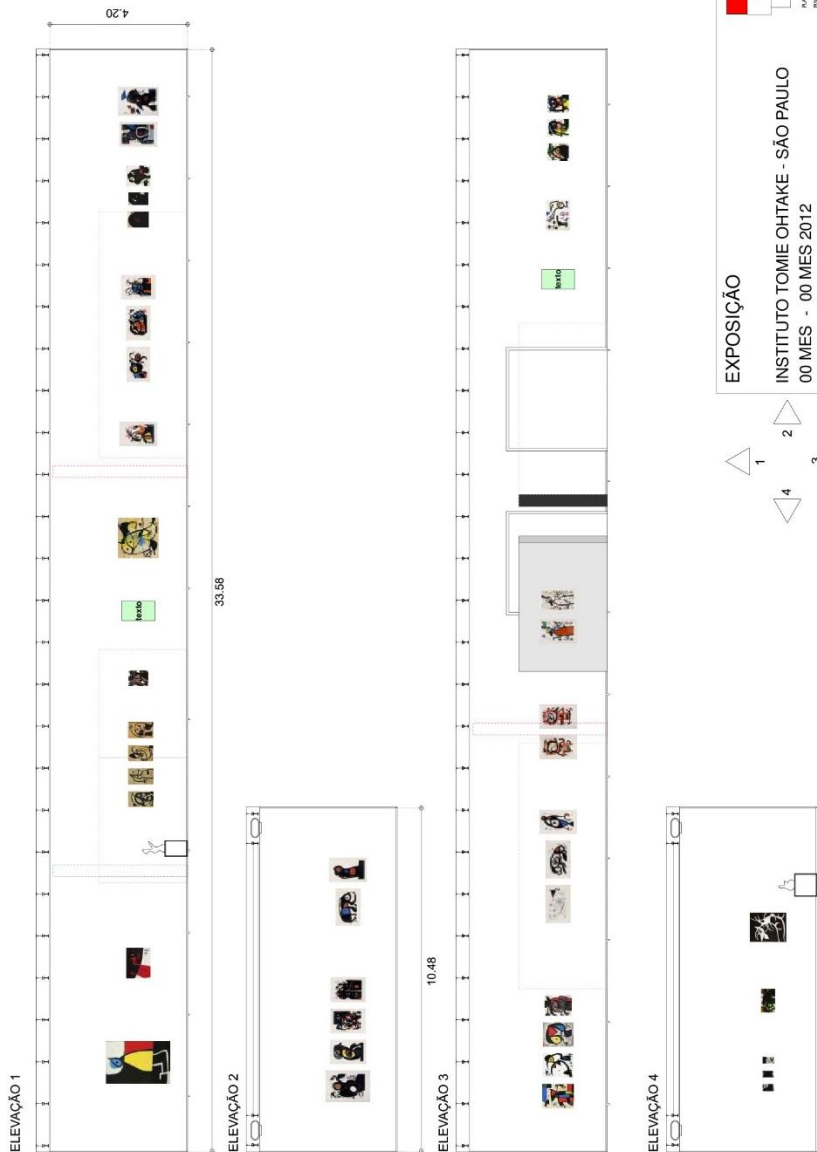 ELEVAÇÃO 1
4.20
texto
33.58
ELEVAÇÃO 2
10.48
ELEVAÇÃO 3
texto
ELEVAÇÃO 4
1
2
3
4
EXPOSIÇÃO
INSTITUTO TOMIE OHTAKE - SÃO PAULO
00 MES - 00 MES 2012